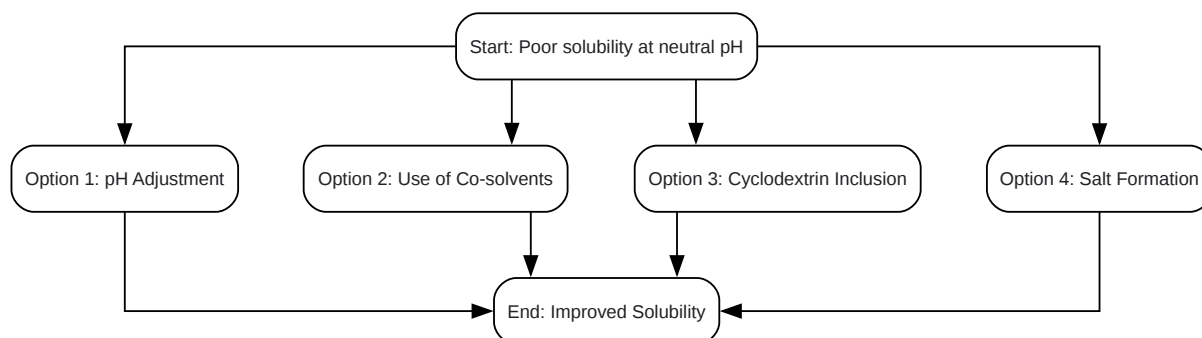 Start: Poor solubility at neutral pH
Option 1: pH Adjustment
Option 2: Use of Co-solvents
Option 3: Cyclodextrin Inclusion
Option 4: Salt Formation
End: Improved Solubility